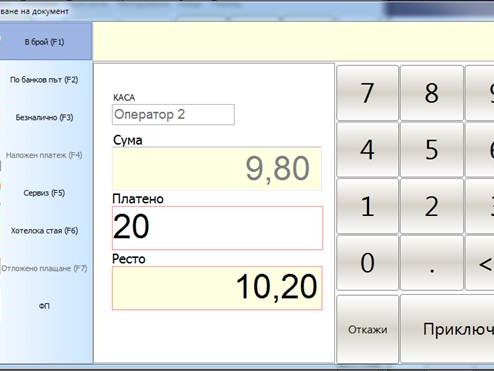 ване на документ
В брой (F1)
По банков път (F2)
Безналично (F3)
Наложен платеж (F4)
Сервиз (F5)
Хотелска стая (F6)
Отложено плащане (F7)
ФП
КАСА
Оператор 2
Сума
9,80
Платено
20
Ресто
10,20
7 8 9
4 5 6
1 2 3
0 . <
Откажи Приключ